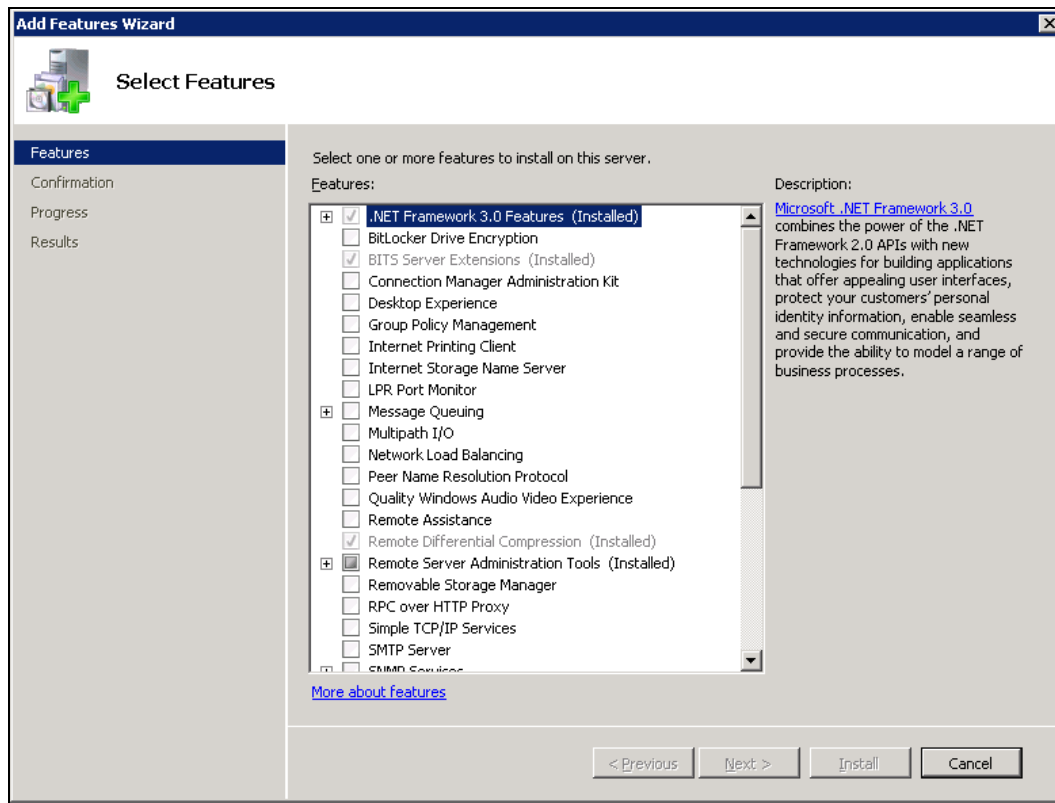 Add Features Wizard
Select Features
Features
Confirmation
Progress
Results
Select one or more features to install on this server.
Features:
.NET Framework 3.0 Features (Installed)
BitLocker Drive Encryption
BITS Server Extensions (Installed)
Connection Manager Administration Kit
Desktop Experience
Group Policy Management
Internet Printing Client
Internet Storage Name Server
LPR Port Monitor
Message Queuing
Multipath I/O
Network Load Balancing
Peer Name Resolution Protocol
Quality Windows Audio Video Experience
Remote Assistance
Remote Differential Compression (Installed)
Remote Server Administration Tools (Installed)
Removable Storage Manager
RPC over HTTP Proxy
Simple TCP/IP Services
SMTP Server
SNMP Services
More about features
Description:
Microsoft .NET Framework 3.0
combines the power of the .NET
Framework 2.0 APIs with new
technologies for building applications
that offer appealing user interfaces,
protect your customers' personal
identity information, enable seamless
and secure communication, and
provide the ability to model a range of
business processes.
< Previous
Next >
Install
Cancel